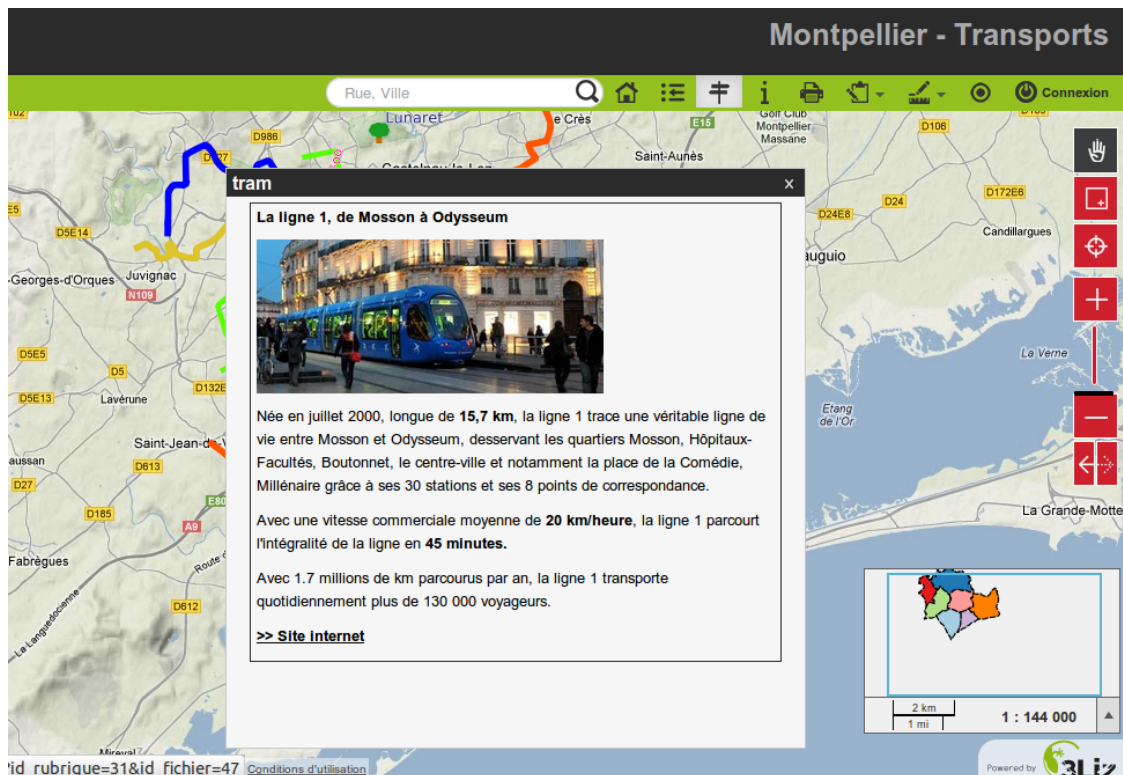 Montpellier - Transports
Rue, Ville
Connexion
Lunaret
e Crès
E15
Golf Club
Montpellier
Massane
D106
D986
Saint-Aunès
tram
x
La ligne 1, de Mosson à Odysseum
Née en juillet 2000, longue de 15,7 km, la ligne 1 trace une véritable ligne de
vie entre Mosson et Odysseum, desservant les quartiers Mosson, Hôpitaux-
Facultés, Boutonnet, le centre-ville et notamment la place de la Comédie,
Millénaire grâce à ses 30 stations et ses 8 points de correspondance.
Avec une vitesse commerciale moyenne de 20 km/heure, la ligne 1 parcourt
l'intégralité de la ligne en 45 minutes.
Avec 1.7 millions de km parcourus par an, la ligne 1 transporte
quotidiennement plus de 130 000 voyageurs.
>> Site internet
D172E6
D24
D24E8
Candillargues
auguio
D5E14
-Georges-d'Orques
Juvignac
N109
La Verne
D5E5
D5
D132E
D5E13
Lavérune
Etang
de l'Or
Saint-Jean-de-V
aussan
D613
D27
E80
D185
A9
La Grande-Motte
Fabrègues
Route d
D612
La Languedocienne
2 km
1 mi
1 : 144 000
Mireval
?id_rubrique=31&id_fichier=47
Conditions d'utilisation
Powered by
3Liz